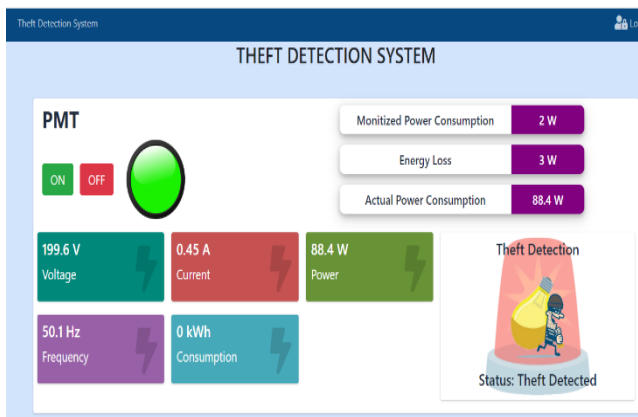 Theft Detection System
Lo
THEFT DETECTION SYSTEM
PMT
ON OFF
Monitized Power Consumption 2 W
Energy Loss 3 W
Actual Power Consumption 88.4 W
199.6 V
Voltage
0.45 A
Current
88.4 W
Power
50.1 Hz
Frequency
0 kWh
Consumption
Theft Detection
Status: Theft Detected